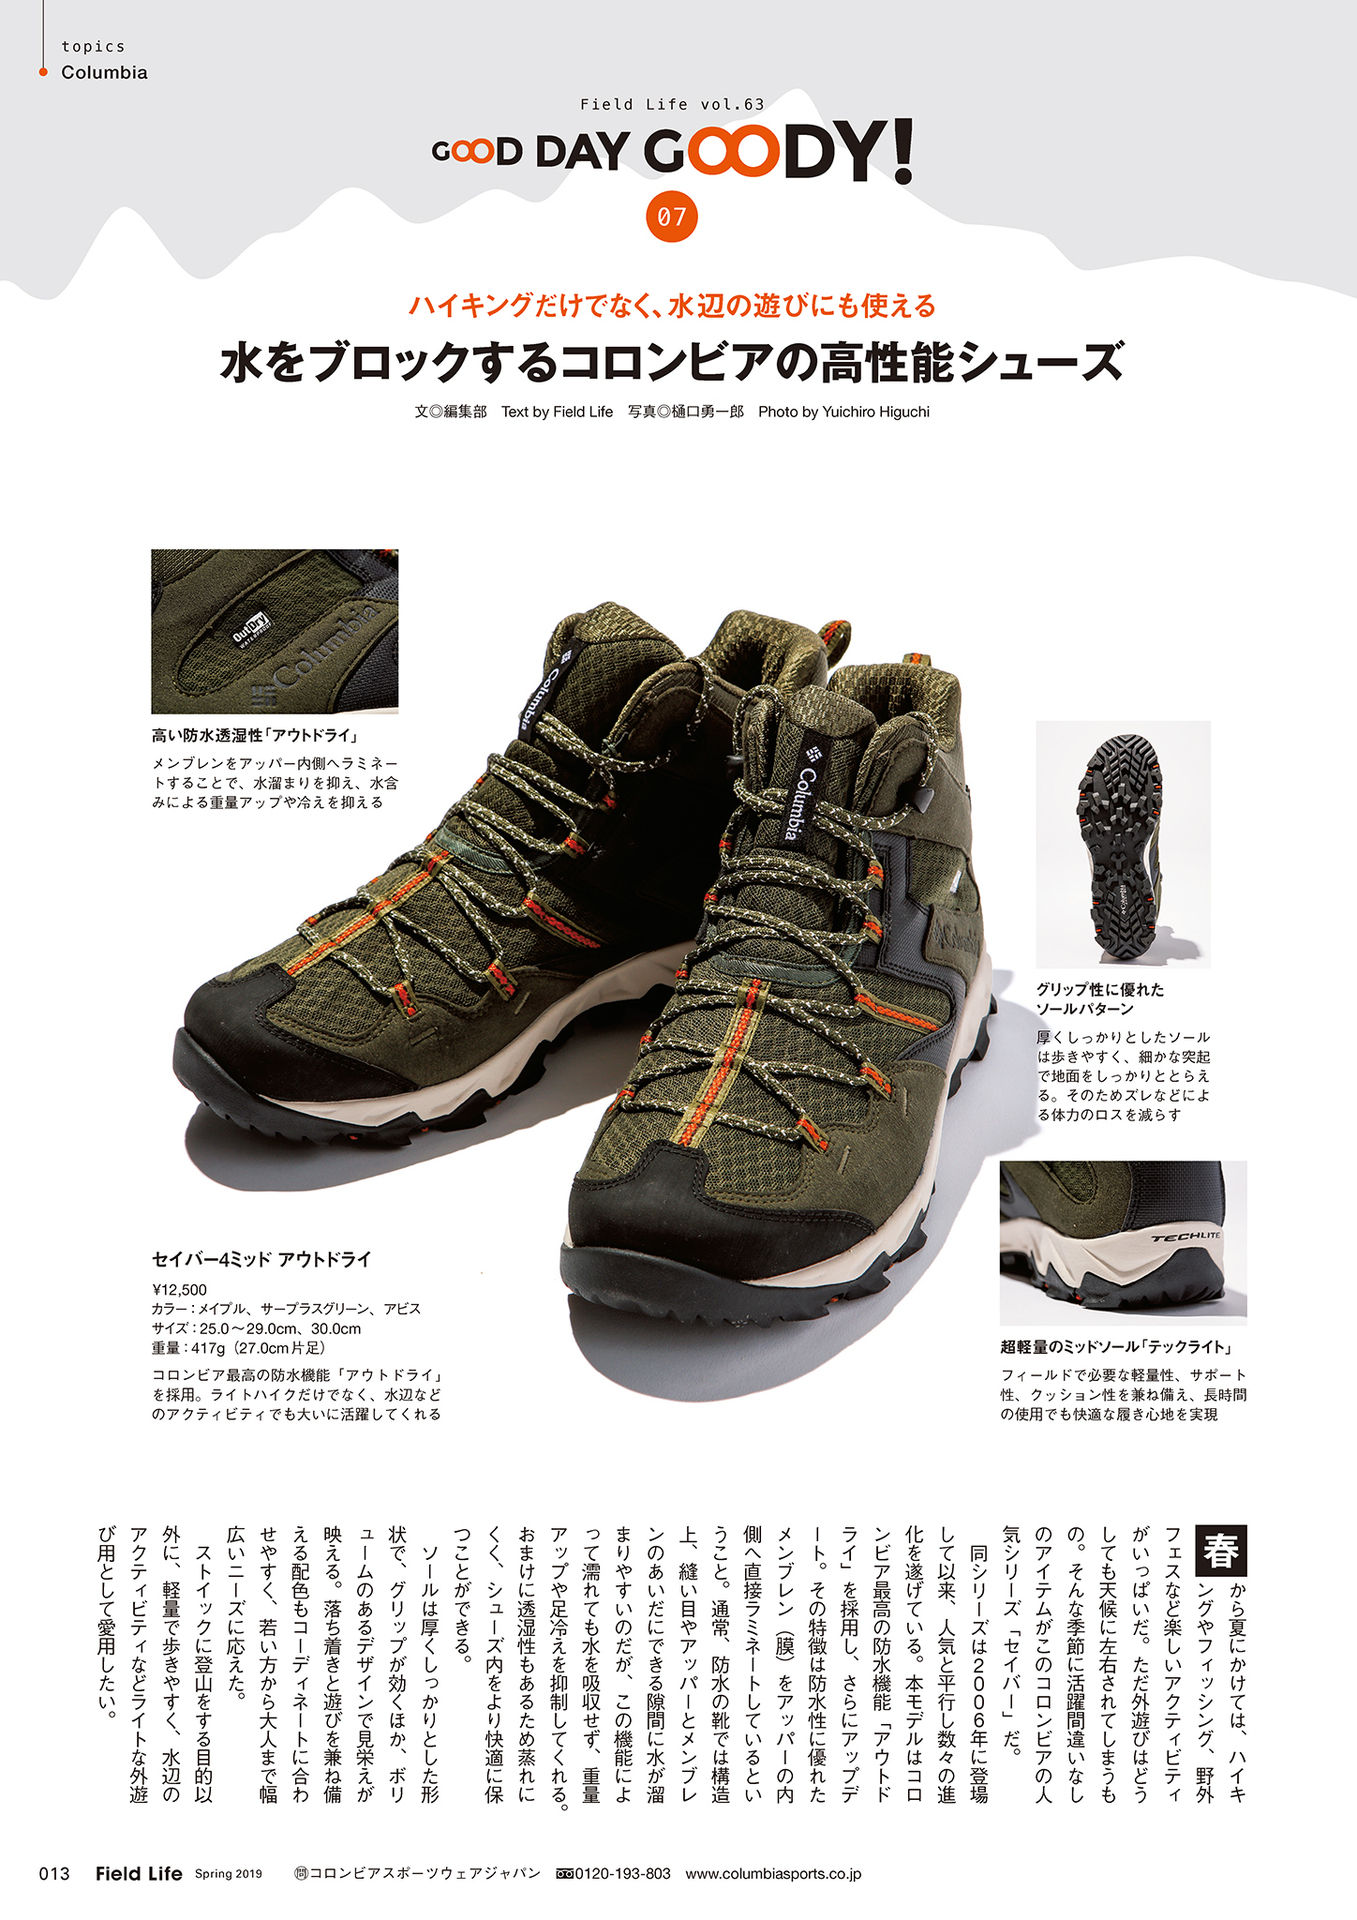 topics
Columbia
Field Life vol.63
GOOD DAY GOODY!
07
ハイキングだけでなく、水辺の遊びにも使える
水をブロックするコロンビアの高性能シューズ
文◎編集部 Text by Field Life 写真◎樋口勇一郎 Photo by Yuichiro Higuchi
OutDry
WATERPROOF
Columbia
高い防水透湿性「アウトドライ」
メンブレンをアッパー内側へラミネー
トすることで、水溜まりを抑え、水含
みによる重量アップや冷えを抑える
Columbia
Columbia
Columbia
グリップ性に優れた
ソールパターン
厚くしっかりとしたソール
は歩きやすく、細かな突起
で地面をしっかりととらえ
る。そのためズレなどによ
る体力のロスを減らす
TECHLITE
超軽量のミッドソール「テックライト」
フィールドで必要な軽量性、サポート
性、クッション性を兼ね備え、長時間
の使用でも快適な履き心地を実現
セイバー4ミッド アウトドライ
¥12,500
カラー：メイプル、サープラスグリーン、アビス
サイズ：25.0～29.0cm、30.0cm
重量：417g（27.0cm片足）
コロンビア最高の防水機能「アウトドライ」
を採用。ライトハイクだけでなく、水辺など
のアクティビティでも大いに活躍してくれる
春から夏にかけては、ハイキ
ングやフィッシング、野外
フェスなど楽しいアクティビティ
がいっぱいだ。ただ外遊びはどう
しても天候に左右されてしまうも
の。そんな季節に活躍間違いなし
のアイテムがこのコロンビアの人
気シリーズ「セイバー」だ。
同シリーズは2006年に登場
して以来、人気と平行し数々の進
化を遂げている。本モデルはコロ
ンビア最高の防水機能「アウトド
ライ」を採用し、さらにアップデ
ート。その特徴は防水性に優れた
メンブレン（膜）をアッパーの内
側へ直接ラミネートしているとい
うこと。通常、防水の靴では構造
上、縫い目やアッパーとメンブレ
ンのあいだにできる隙間に水が溜
まりやすいのだが、この機能によ
って濡れても水を吸収せず、重量
アップや足冷えを抑制してくれる。
おまけに透湿性もあるため蒸れに
くく、シューズ内をより快適に保
つことができる。
ソールは厚くしっかりとした形
状で、グリップが効くほか、ボリ
ュームのあるデザインで見栄えが
映える。落ち着きと遊びを兼ね備
える配色もコーディネートに合わ
せやすく、若い方から大人まで幅
広いニーズに応えた。
ストイックに登山をする目的以
外に、軽量で歩きやすく、水辺の
アクティビティなどライトな外遊
び用として愛用したい。
013 Field Life Spring 2019 ㉄コロンビアスポーツウェアジャパン 0120-193-803 www.columbiasports.co.jp